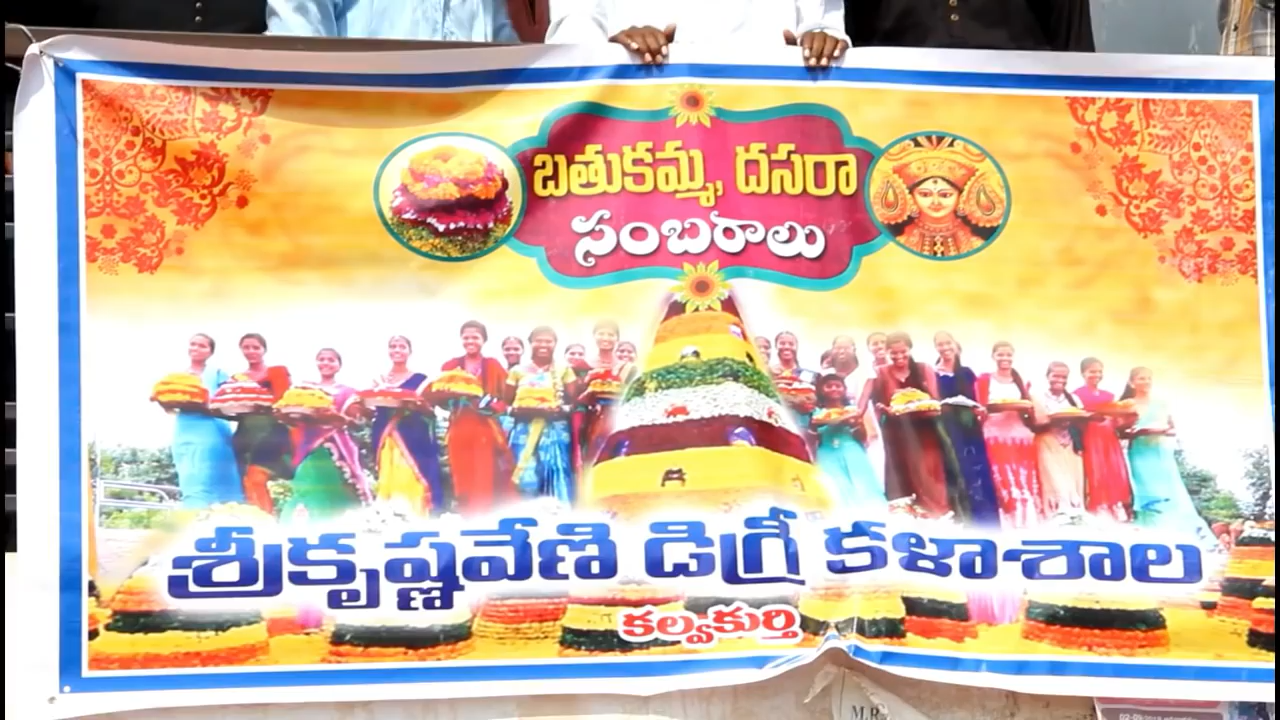 బతుకమ్మ, దసరా
సంబరాలు
శ్రీకృష్ణవేణి డిగ్రీ కళాశాల
కల్వకుర్తి
M.R.